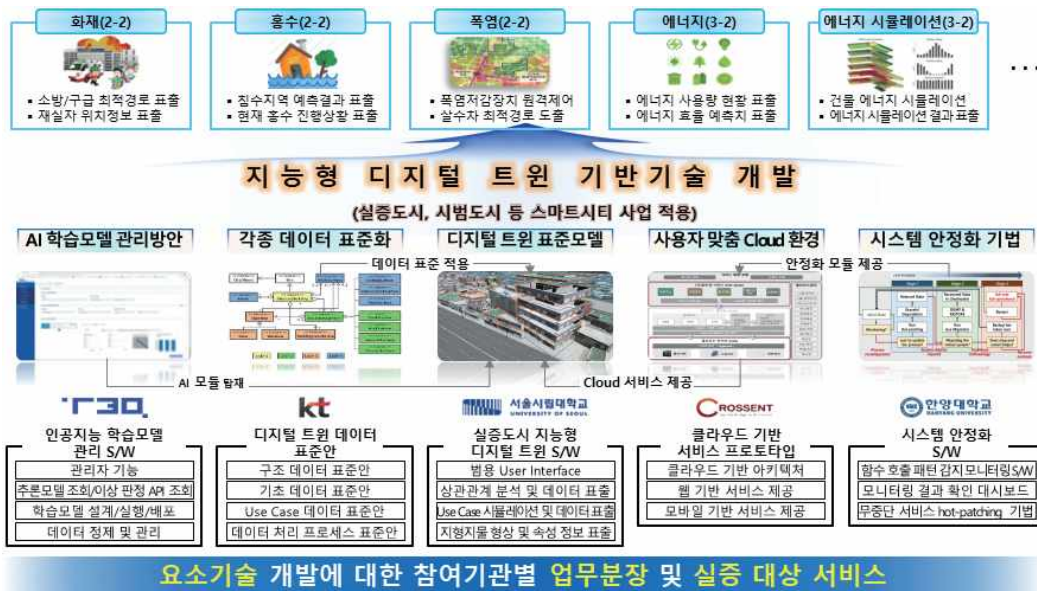 화재(2-2)
홍수(2-2)
폭염(2-2)
에너지(3-2)
에너지 시뮬레이션(3-2)
▪ 소방/구급 최적경로 표출
▪ 재실자 위치정보 표출
▪ 침수지역 예측결과 표출
▪ 현재 홍수 진행상황 표출
▪ 폭염저감장치 원격제어
▪ 살수차 최적경로 도출
▪ 에너지 사용량 현황 표출
▪ 에너지 효율 예측치 표출
▪ 건물 에너지 시뮬레이션
▪ 에너지 시뮬레이션 결과 표출
...
지능형 디지털 트윈 기반기술 개발
(실증도시, 시범도시 등 스마트시티 사업 적용)
AI 학습모델 관리방안
각종 데이터 표준화
디지털 트윈 표준모델
사용자 맞춤 Cloud 환경
시스템 안정화 기법
데이터 표준 적용
안정화 모듈 제공
AI 모듈 탑재
Cloud 서비스 제공
kt
서울시립대학교
UNIVERSITY OF SEOUL
CROSSENT
한양대학교
HANYANG UNIVERSITY
인공지능 학습모델
관리 S/W
관리자 기능
추론모델 조회/이상 판정 API 조회
학습모델 설계/실행/배포
데이터 정제 및 관리
디지털 트윈 데이터
표준안
구조 데이터 표준안
기초 데이터 표준안
Use Case 데이터 표준안
데이터 처리 프로세스 표준안
실증도시 지능형
디지털 트윈 S/W
범용 User Interface
상관관계 분석 및 데이터 표출
Use Case 시뮬레이션 및 데이터 표출
지형지물 형상 및 속성 정보 표출
클라우드 기반
서비스 프로토타입
클라우드 기반 아키텍처
웹 기반 서비스 제공
모바일 기반 서비스 제공
시스템 안정화
S/W
함수 호출 패턴 감지 모니터링S/W
모니터링 결과 확인 대시보드
무중단 서비스 hot-patching 기법
요소기술 개발에 대한 참여기관별 업무분장 및 실증 대상 서비스